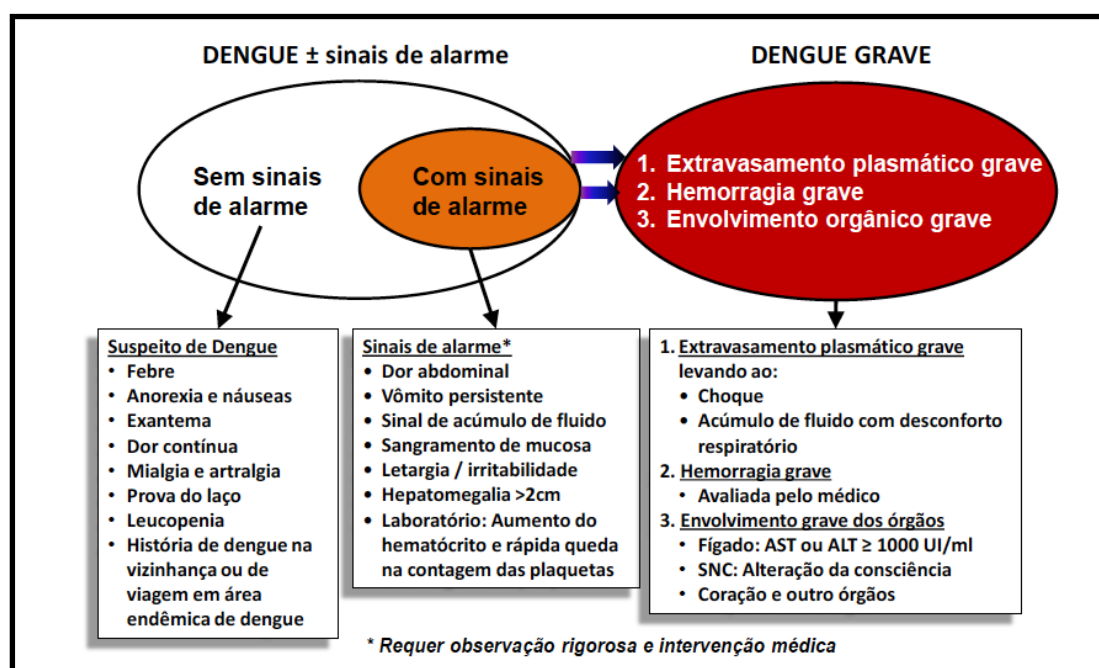 DENGUE ± sinais de alarme
DENGUE GRAVE
Sem sinais
de alarme
Com sinais
de alarme
1. Extravasamento plasmático grave
2. Hemorragia grave
3. Envolvimento orgânico grave
Suspeito de Dengue
• Febre
• Anorexia e náuseas
• Exantema
• Dor contínua
• Mialgia e artralgia
• Prova do laço
• Leucopenia
• História de dengue na
vizinhança ou de
viagem em área
endêmica de dengue
Sinais de alarme*
• Dor abdominal
• Vômito persistente
• Sinal de acúmulo de fluido
• Sangramento de mucosa
• Letargia / irritabilidade
• Hepatomegalia >2cm
• Laboratório: Aumento do
hematócrito e rápida queda
na contagem das plaquetas
1. Extravasamento plasmático grave
levando ao:
• Choque
• Acúmulo de fluido com desconforto
respiratório
2. Hemorragia grave
• Avaliada pelo médico
3. Envolvimento grave dos órgãos
• Fígado: AST ou ALT ≥ 1000 UI/ml
• SNC: Alteração da consciência
• Coração e outro órgãos
* Requer observação rigorosa e intervenção médica